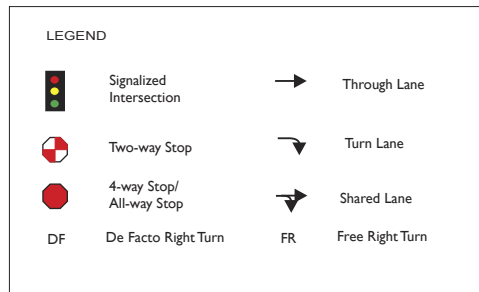 LEGEND
Signalized
Intersection
Through Lane
Two-way Stop
Turn Lane
4-way Stop/
All-way Stop
Shared Lane
DF De Facto Right Turn
FR Free Right Turn